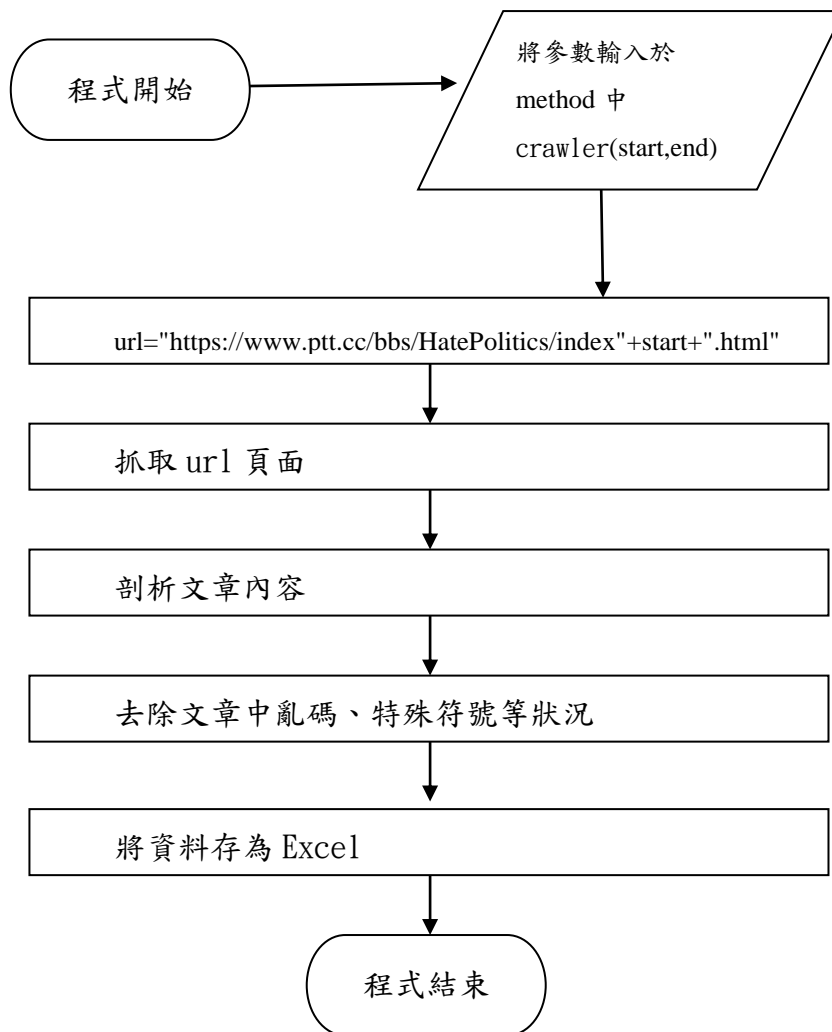 程式開始
將參數輸入於
method 中
crawler(start,end)
url="https://www.ptt.cc/bbs/HatePolitics/index"+start+".html"
抓取 url 頁面
剖析文章內容
去除文章中亂碼、特殊符號等狀況
將資料存為 Excel
程式結束